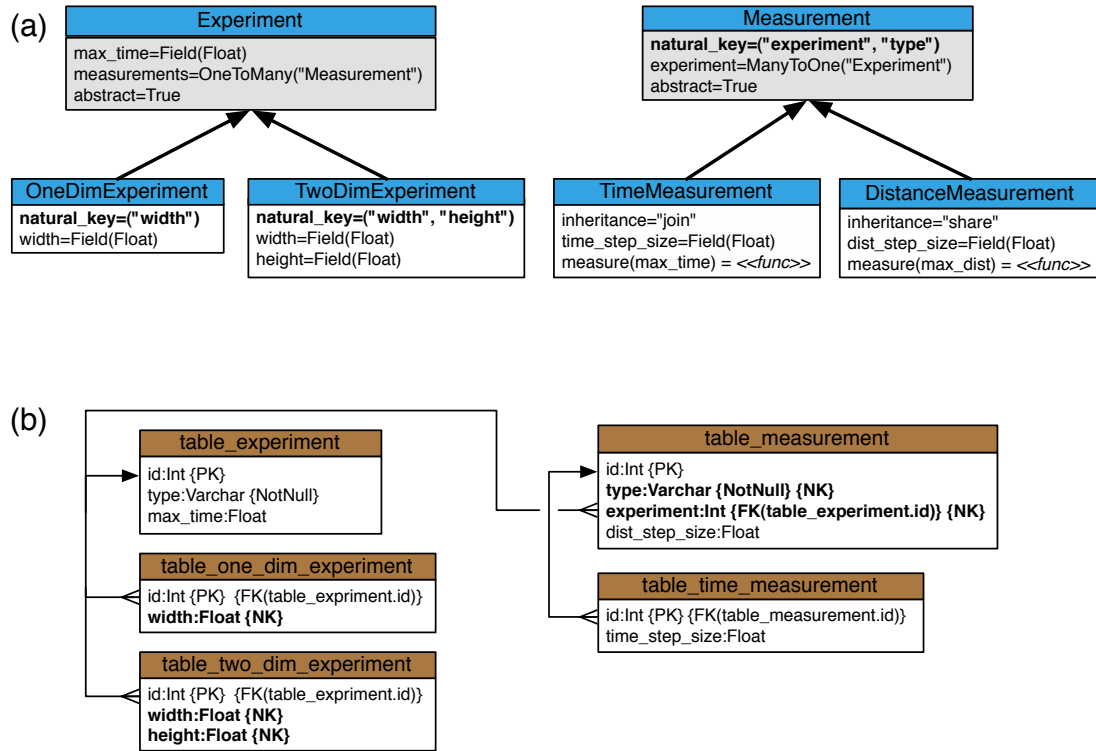 (a)
Experiment
max_time=Field(Float)
measurements=OneToMany("Measurement")
abstract=True
Measurement
natural_key=("experiment", "type")
experiment=ManyToOne("Experiment")
abstract=True
OneDimExperiment
natural_key=("width")
width=Field(Float)
TwoDimExperiment
natural_key=("width", "height")
width=Field(Float)
height=Field(Float)
TimeMeasurement
inheritance="join"
time_step_size=Field(Float)
measure(max_time) = <<func>>
DistanceMeasurement
inheritance="share"
dist_step_size=Field(Float)
measure(max_dist) = <<func>>
(b)
table_experiment
id:Int {PK}
type:Varchar {NotNull}
max_time:Float
table_one_dim_experiment
id:Int {PK} {FK(table_expriment.id)}
width:Float {NK}
table_two_dim_experiment
id:Int {PK} {FK(table_expriment.id)}
width:Float {NK}
height:Float {NK}
table_measurement
id:Int {PK}
type:Varchar {NotNull} {NK}
experiment:Int {FK(table_experiment.id)} {NK}
dist_step_size:Float
table_time_measurement
id:Int {PK} {FK(table_measurement.id)}
time_step_size:Float